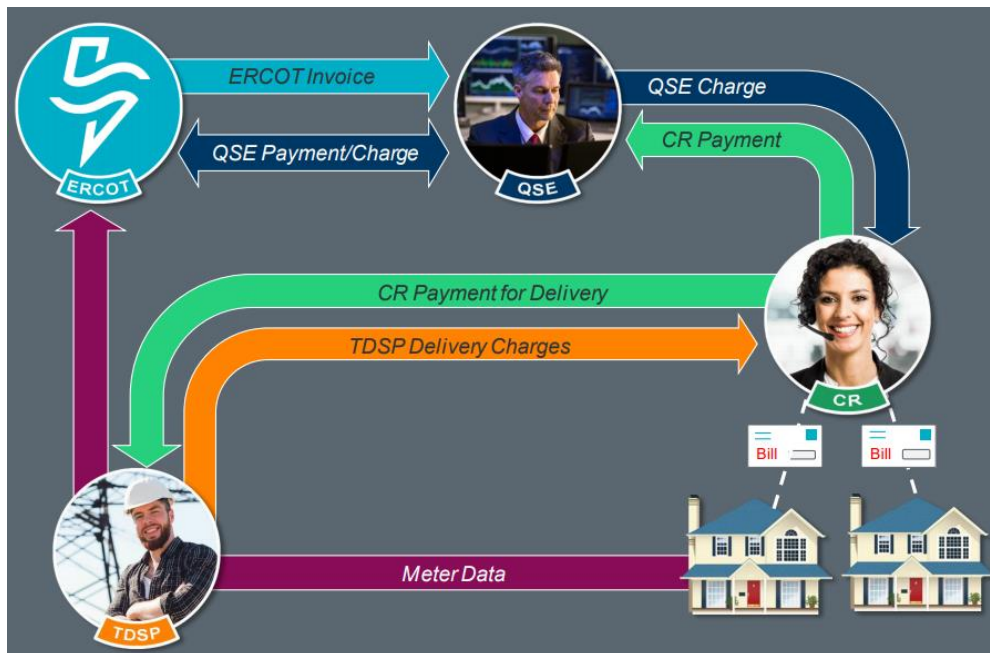 ERCOT Invoice
QSE Charge
CR Payment
QSE Payment/Charge
ERCOT
QSE
CR Payment for Delivery
TDSP Delivery Charges
CR
Bill
Bill
Meter Data
TDSP